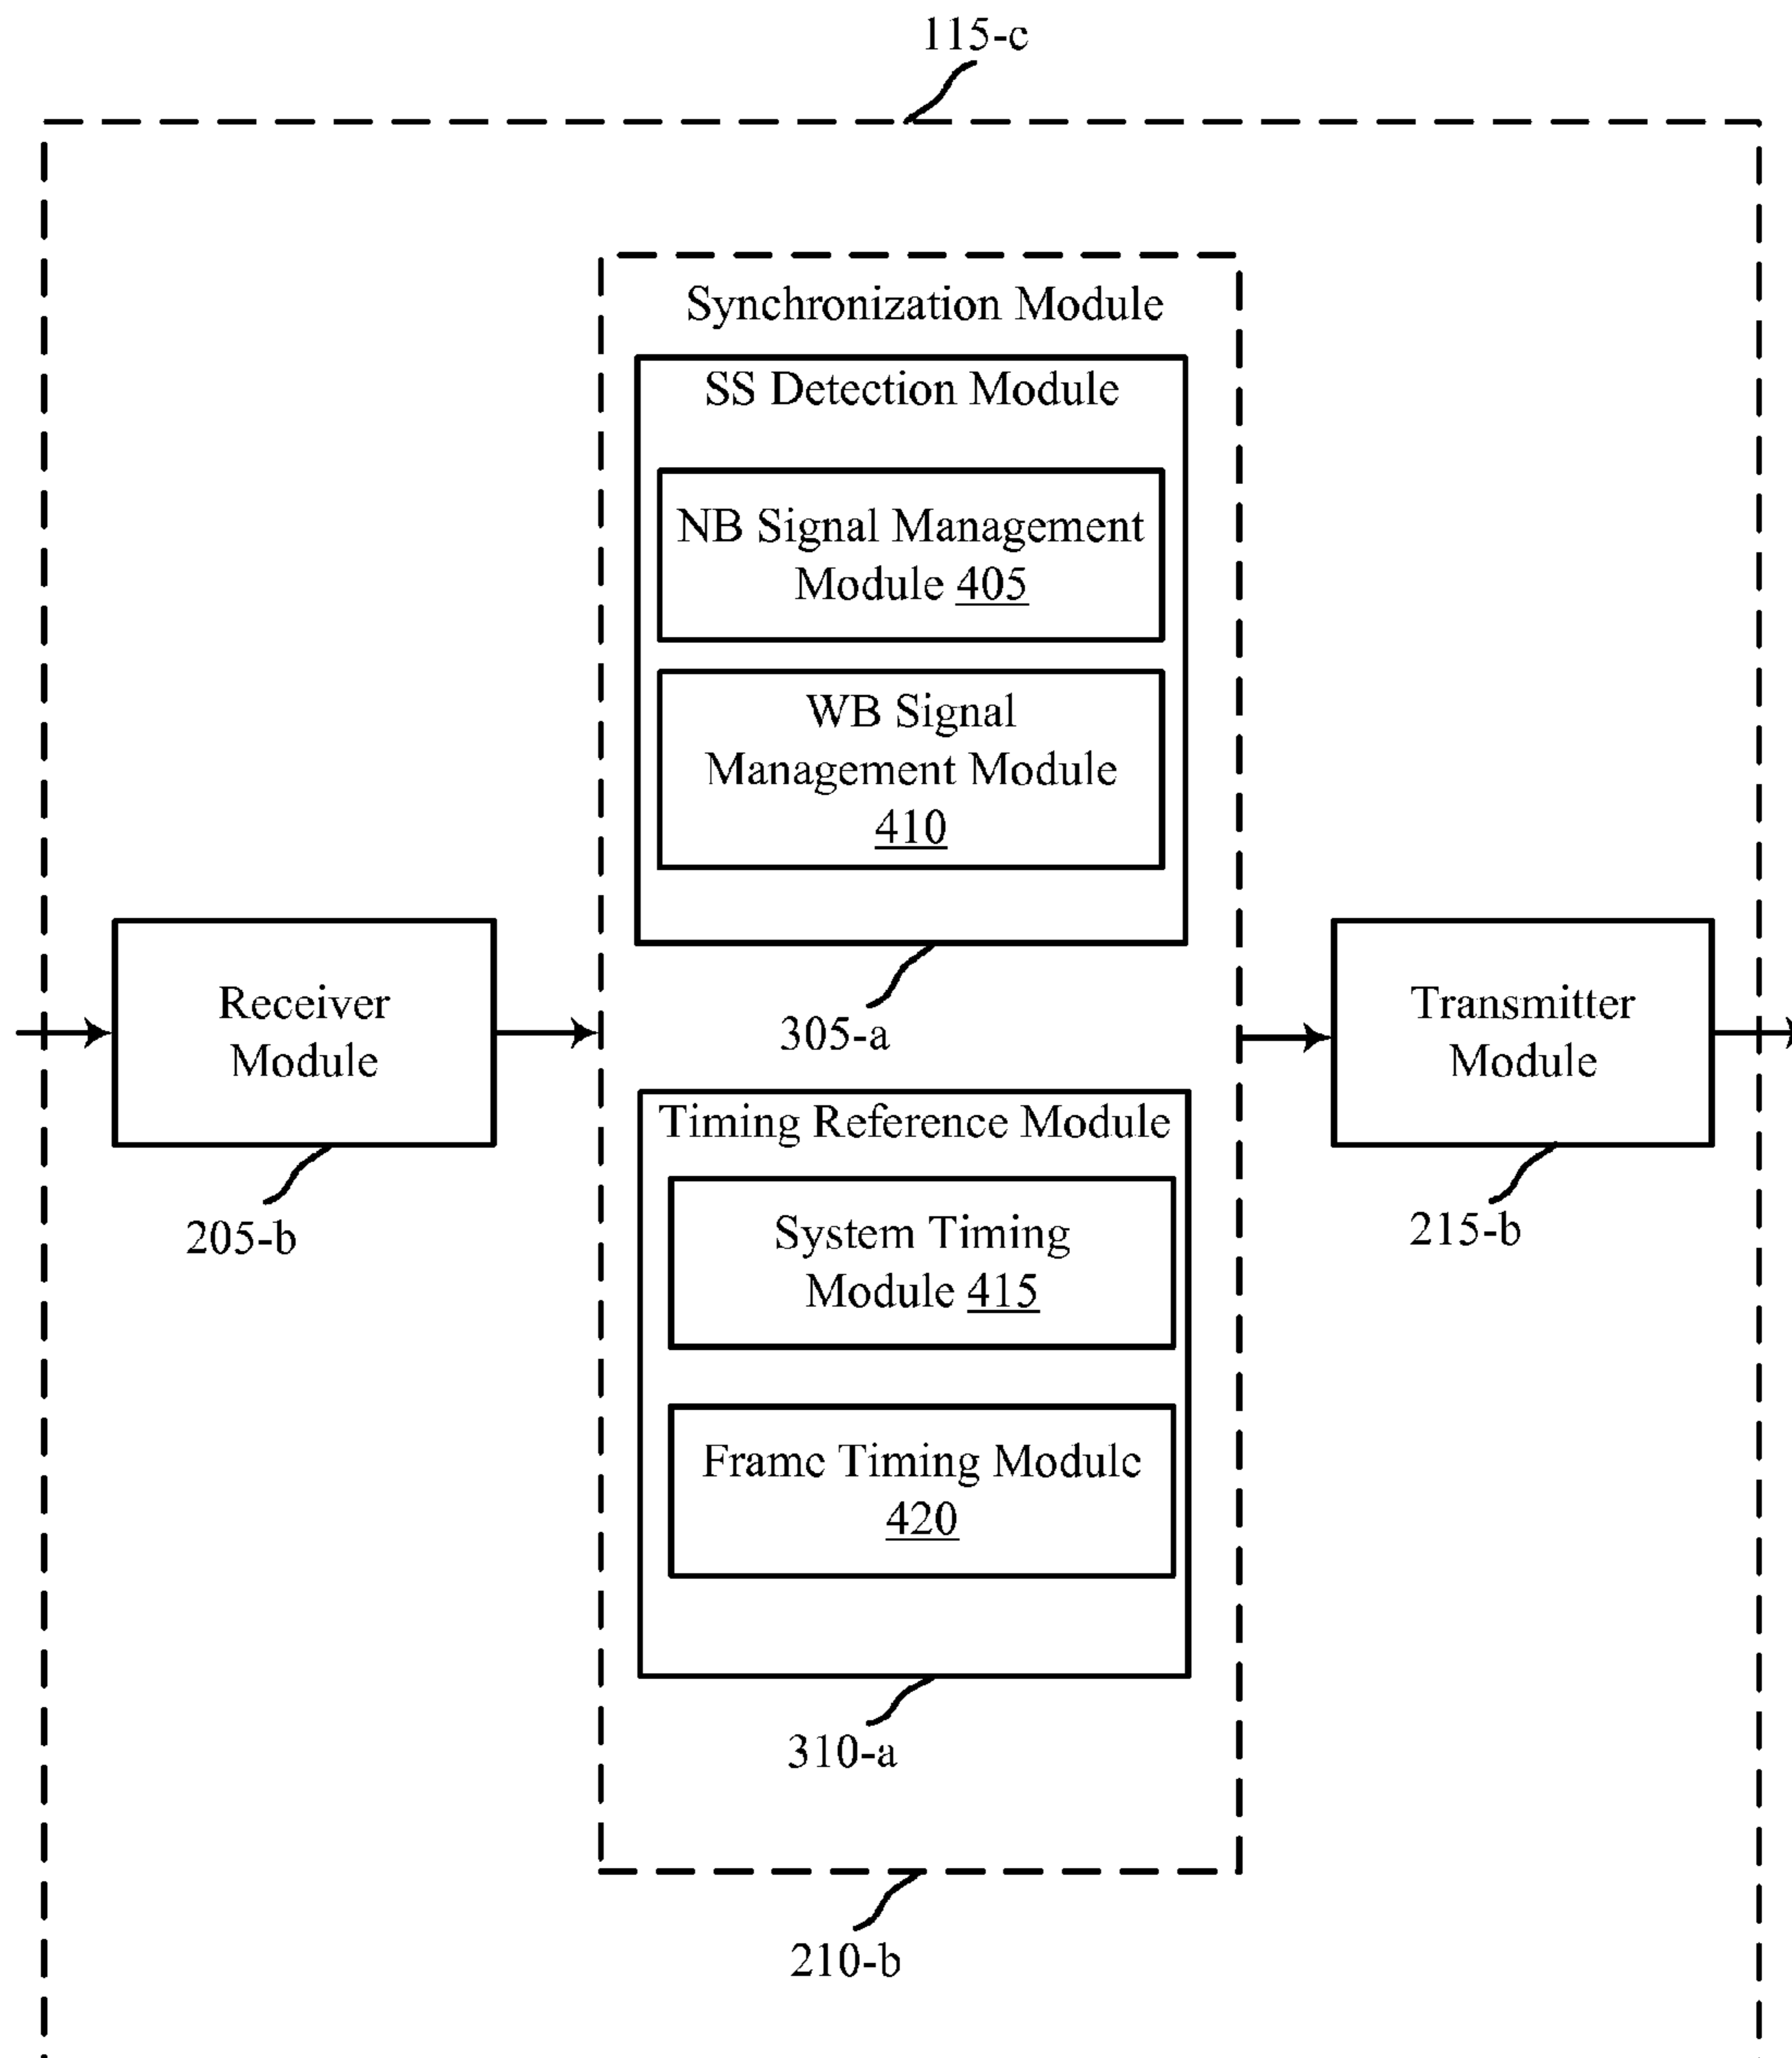 115-c
Synchronization Module
SS Detection Module
NB Signal Management
Module 405
WB Signal
Management Module
410
305-a
Receiver
Module
205-b
Transmitter
Module
215-b
Timing Reference Module
System Timing
Module 415
Frame Timing Module
420
310-a
210-b